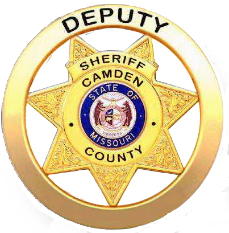 DEPUTY
SHERIFF
CAMDEN
STATE OF
MISSOURI
COUNTY